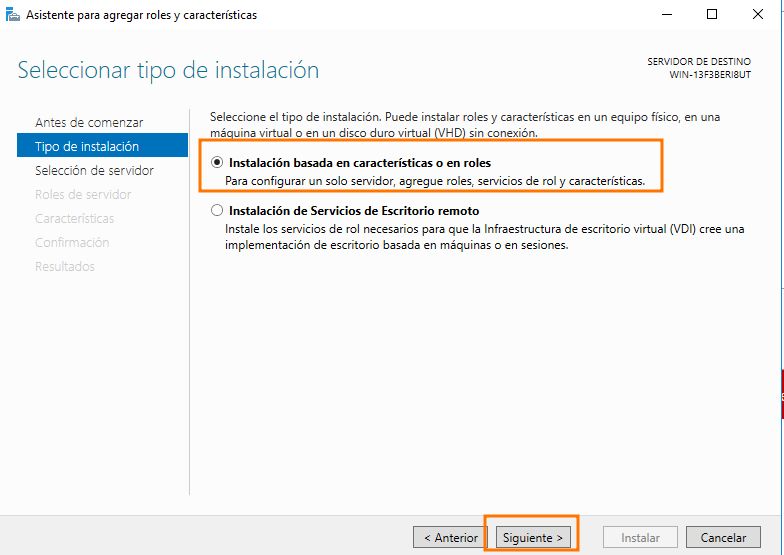 Asistente para agregar roles y características
Seleccionar tipo de instalación
SERVIDOR DE DESTINO
WIN-13F3BERI8UT
Antes de comenzar
Tipo de instalación
Selección de servidor
Roles de servidor
Características
Confirmación
Resultados
Seleccione el tipo de instalación. Puede instalar roles y características en un equipo físico, en una
máquina virtual o en un disco duro virtual (VHD) sin conexión.
Instalación basada en características o en roles
Para configurar un solo servidor, agregue roles, servicios de rol y características.
Instalación de Servicios de Escritorio remoto
Instale los servicios de rol necesarios para que la Infraestructura de escritorio virtual (VDI) cree una
implementación de escritorio basada en máquinas o en sesiones.
< Anterior
Siguiente >
Instalar
Cancelar